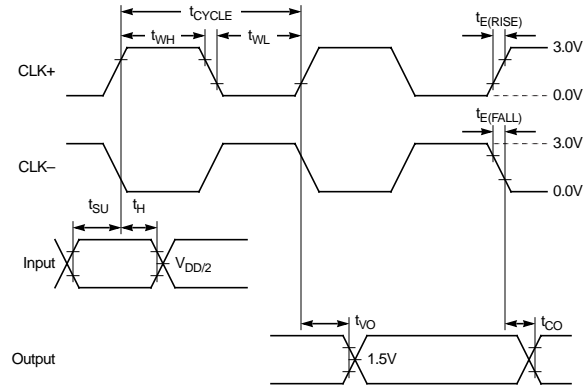 tCYCLE
tWH
tWL
tE(RISE)
CLK+
3.0V
0.0V
tE(FALL)
CLK–
3.0V
0.0V
tSU
tH
Input
VDD/2
tVO
tCO
Output
1.5V